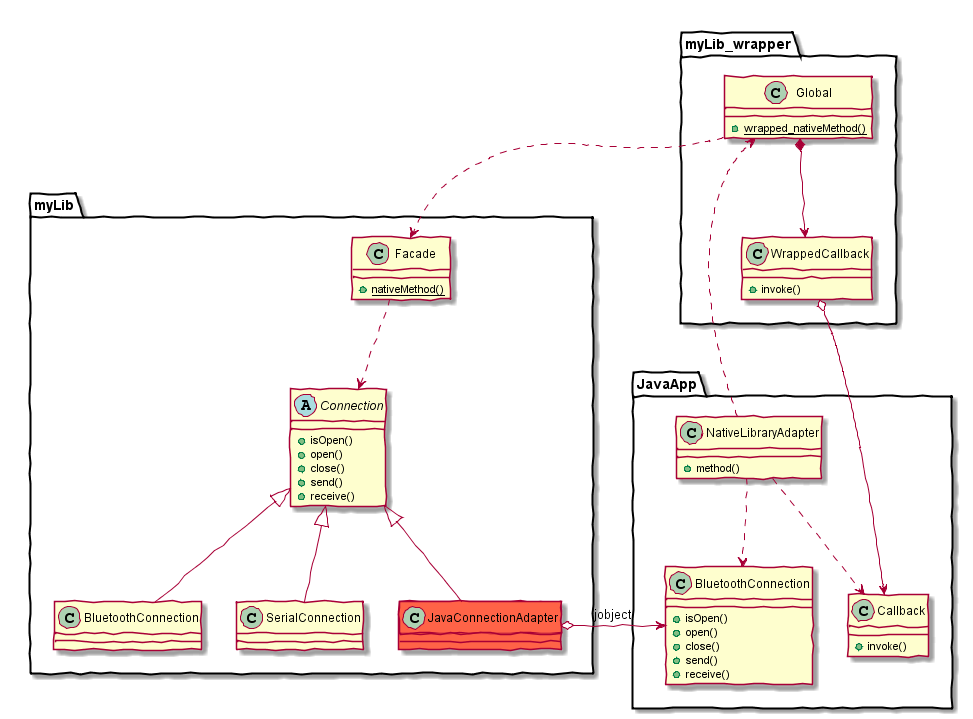 myLib_wrapper
C Global
wrapped_nativeMethod()
C WrappedCallback
invoke()
myLib
C Facade
nativeMethod()
A Connection
isOpen()
open()
close()
send()
receive()
C BluetoothConnection
C SerialConnection
C JavaConnectionAdapter
jobject
JavaApp
C NativeLibraryAdapter
method()
C BluetoothConnection
isOpen()
open()
close()
send()
receive()
C Callback
invoke()